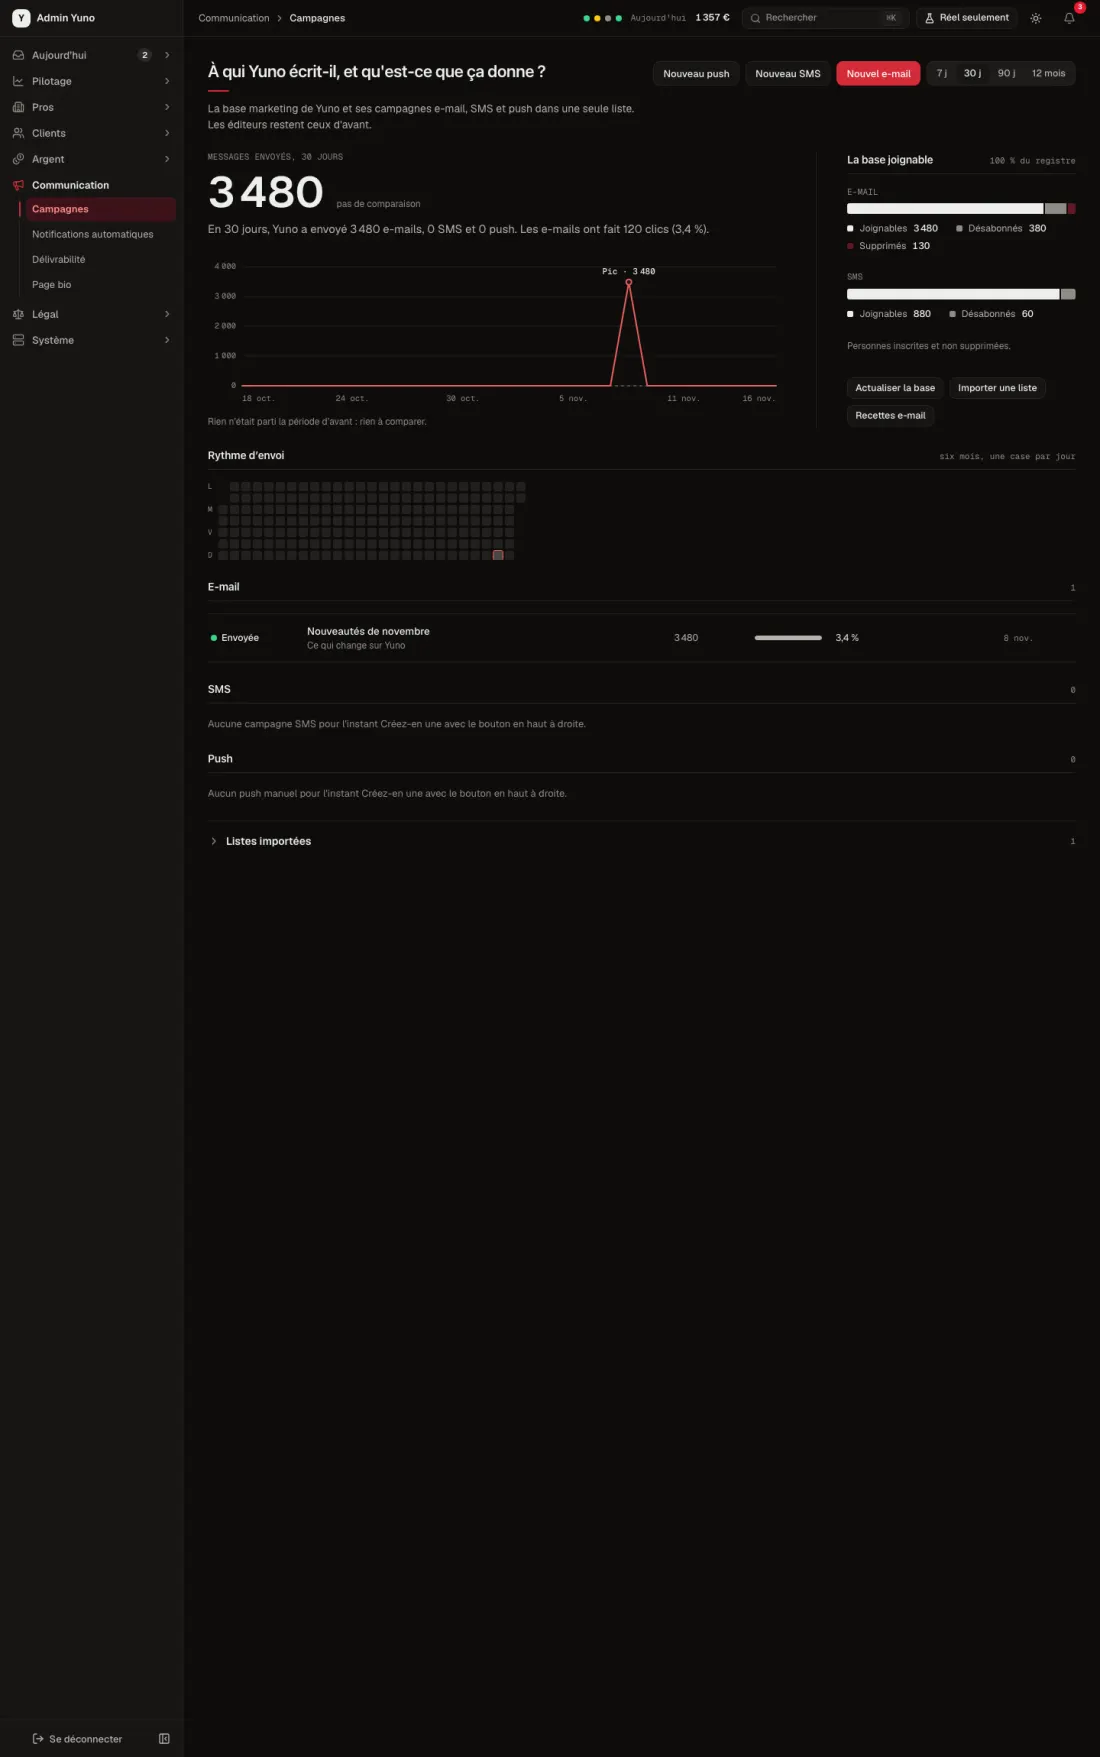 Y Admin Yuno
Communication > Campagnes
Aujourd'hui 1 357 €
Rechercher ⌘K
Réel seulement
3
Aujourd'hui 2
Pilotage
Pros
Clients
Argent
Communication
Campagnes
Notifications automatiques
Délivrabilité
Page bio
Légal
Système
À qui Yuno écrit-il, et qu'est-ce que ça donne ?
Nouveau push
Nouveau SMS
Nouvel e-mail
7 j 30 j 90 j 12 mois
La base marketing de Yuno et ses campagnes e-mail, SMS et push dans une seule liste.
Les éditeurs restent ceux d'avant.
MESSAGES ENVOYÉS, 30 JOURS
3 480 pas de comparaison
En 30 jours, Yuno a envoyé 3 480 e-mails, 0 SMS et 0 push. Les e-mails ont fait 120 clics (3,4 %).
Pic · 3 480
4 000
3 000
2 000
1 000
0
18 oct. 24 oct. 30 oct. 5 nov. 11 nov. 16 nov.
Rien n'était parti la période d'avant : rien à comparer.
La base joignable 100 % du registre
E-MAIL
Joignables 3 480 Désabonnés 380
Supprimés 130
SMS
Joignables 880 Désabonnés 60
Personnes inscrites et non supprimées.
Actualiser la base
Importer une liste
Recettes e-mail
Rythme d'envoi six mois, une case par jour
L
M
V
D
E-mail 1
Envoyée
Nouveautés de novembre
Ce qui change sur Yuno
3 480 3,4 % 8 nov.
SMS 0
Aucune campagne SMS pour l'instant Créez-en une avec le bouton en haut à droite.
Push 0
Aucun push manuel pour l'instant Créez-en une avec le bouton en haut à droite.
Listes importées 1
Se déconnecter